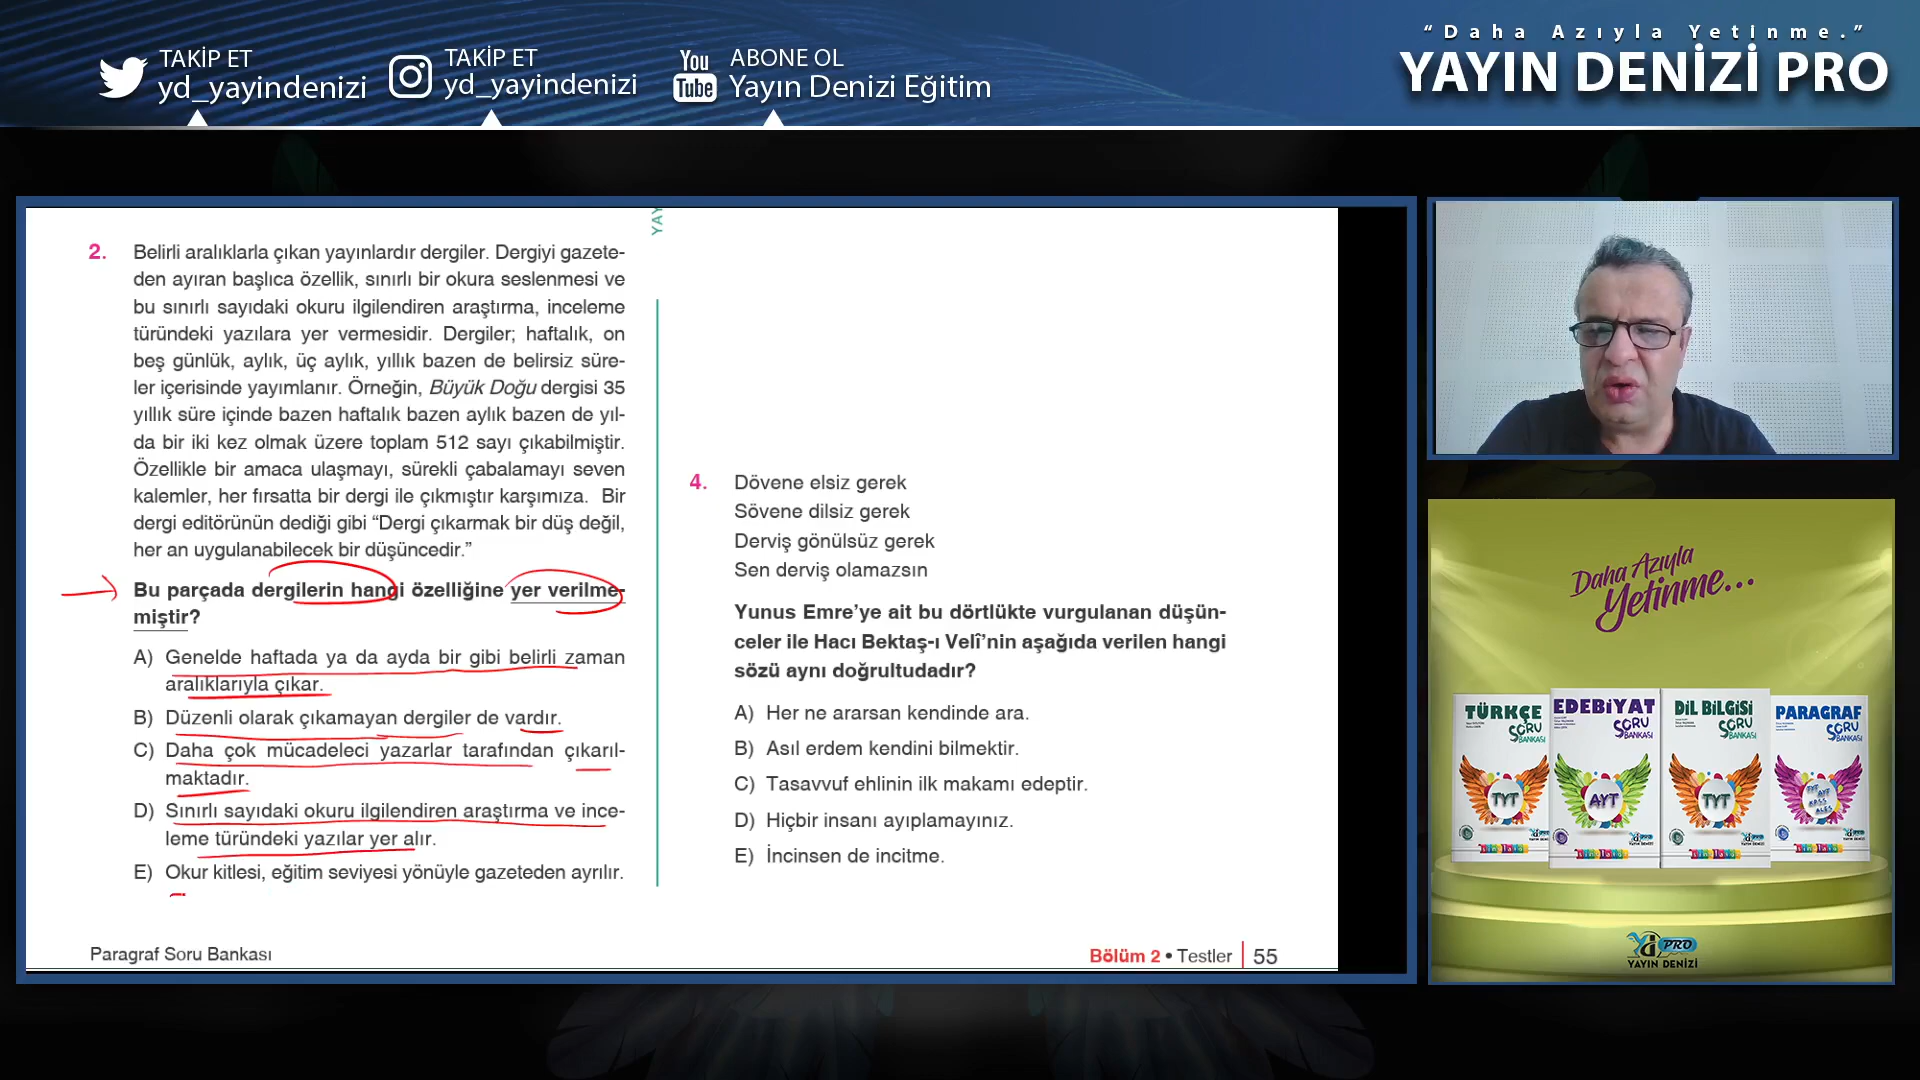 “Daha Azıyla Yetinme.”
YAYIN DENİZİ PRO
TAKİP ET
yd_yayindenizi
TAKİP ET
yd_yayindenizi
You
Tube
ABONE OL
Yayın Denizi Eğitim
YAY
2. Belirli aralıklarla çıkan yayınlardır dergiler. Dergiyi gazete-
den ayıran başlıca özellik, sınırlı bir okura seslenmesi ve
bu sınırlı sayıdaki okuru ilgilendiren araştırma, inceleme
türündeki yazılara yer vermesidir. Dergiler; haftalık, on
beş günlük, aylık, üç aylık, yıllık bazen de belirsiz süre-
ler içerisinde yayımlanır. Örneğin, Büyük Doğu dergisi 35
yıllık süre içinde bazen haftalık bazen aylık bazen de yıl-
da bir iki kez olmak üzere toplam 512 sayı çıkabilmiştir.
Özellikle bir amaca ulaşmayı, sürekli çabalamayı seven
kalemler, her fırsatta bir dergi ile çıkmıştır karşımıza. Bir
dergi editörünün dediği gibi “Dergi çıkarmak bir düş değil,
her an uygulanabilecek bir düşüncedir.”
Bu parçada dergilerin hangi özelliğine yer verilme-
miştir?
A) Genelde haftada ya da ayda bir gibi belirli zaman
aralıklarıyla çıkar.
B) Düzenli olarak çıkamayan dergiler de vardır.
C) Daha çok mücadeleci yazarlar tarafından çıkarıl-
maktadır.
D) Sınırlı sayıdaki okuru ilgilendiren araştırma ve ince-
leme türündeki yazılar yer alır.
E) Okur kitlesi, eğitim seviyesi yönüyle gazeteden ayrılır.
4. Dövene elsiz gerek
Sövene dilsiz gerek
Derviş gönülsüz gerek
Sen derviş olamazsın
Yunus Emre’ye ait bu dörtlükte vurgulanan düşün-
celer ile Hacı Bektaş-ı Velî’nin aşağıda verilen hangi
sözü aynı doğrultudadır?
A) Her ne ararsan kendinde ara.
B) Asıl erdem kendini bilmektir.
C) Tasavvuf ehlinin ilk makamı edeptir.
D) Hiçbir insanı ayıplamayınız.
E) İncinsen de incitme.
Paragraf Soru Bankası
Bölüm 2 • Testler 55
Daha Azıyla
Yetinme...
TÜRKÇE
SORU
BANKASI
TYT
EDEBİYAT
SORU
BANKASI
AYT
DİL BİLGİSİ
SORU
BANKASI
TYT
PARAGRAF
SORU
BANKASI
PRO
YAYIN DENİZİ